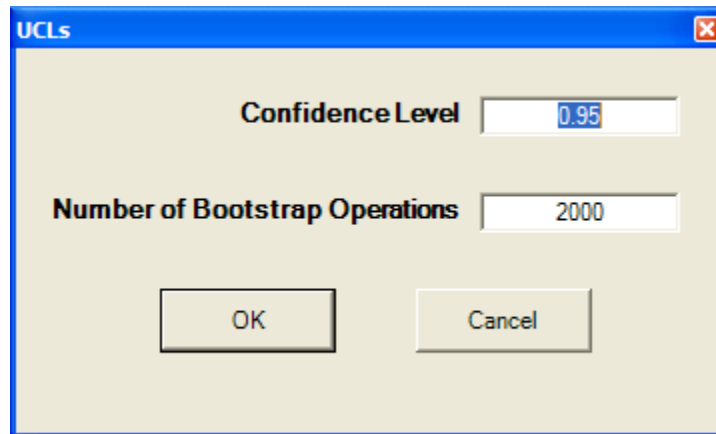 UCLs
Confidence Level 0.95
Number of Bootstrap Operations 2000
OK Cancel